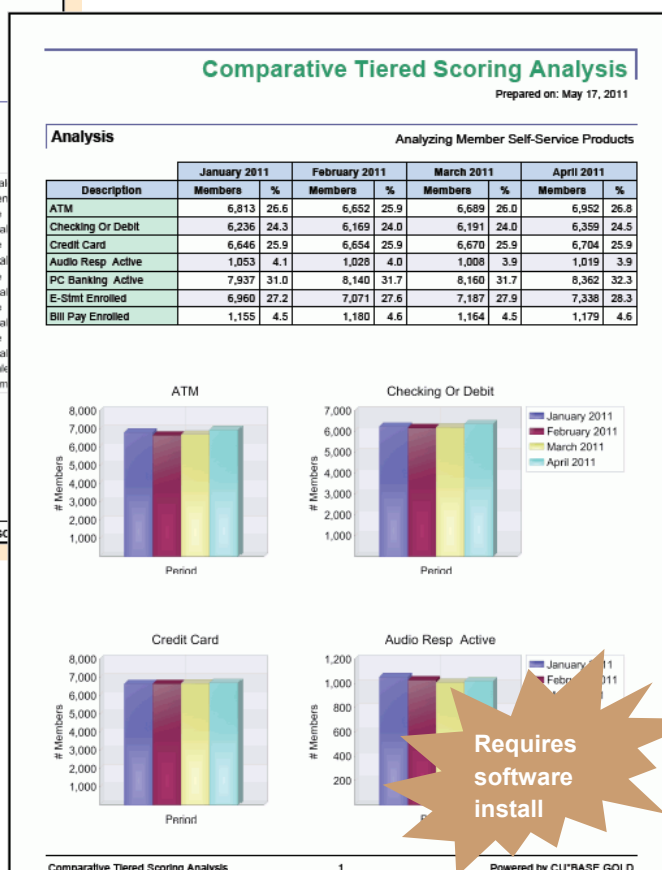 Comparative Tiered Scoring Analysis
Prepared on: May 17, 2011
Analysis
Analyzing Member Self-Service Products
January 2011 February 2011 March 2011 April 2011
Description Members % Members % Members % Members %
ATM 6,813 26.6 6,652 25.9 6,689 26.0 6,952 26.8
Checking Or Debit 6,236 24.3 6,169 24.0 6,191 24.0 6,359 24.5
Credit Card 6,646 25.9 6,654 25.9 6,670 25.9 6,704 25.9
Audio Resp Active 1,053 4.1 1,028 4.0 1,008 3.9 1,019 3.9
PC Banking Active 7,937 31.0 8,140 31.7 8,160 31.7 8,362 32.3
E-Stmt Enrolled 6,960 27.2 7,071 27.6 7,187 27.9 7,338 28.3
Bill Pay Enrolled 1,155 4.5 1,180 4.6 1,164 4.5 1,179 4.6
ATM
8,000
7,000
6,000
5,000
4,000
3,000
2,000
1,000
# Members
Period
Checking Or Debit
7,000
6,000
5,000
4,000
3,000
2,000
1,000
# Members
Period
January 2011
February 2011
March 2011
April 2011
Credit Card
8,000
7,000
6,000
5,000
4,000
3,000
2,000
1,000
# Members
Period
Audio Resp Active
1,200
1,000
800
600
400
200
# Members
January
Requires
software
install
Comparative Tiered Scoring Analysis 1 Powered by CU*BASE GOLD